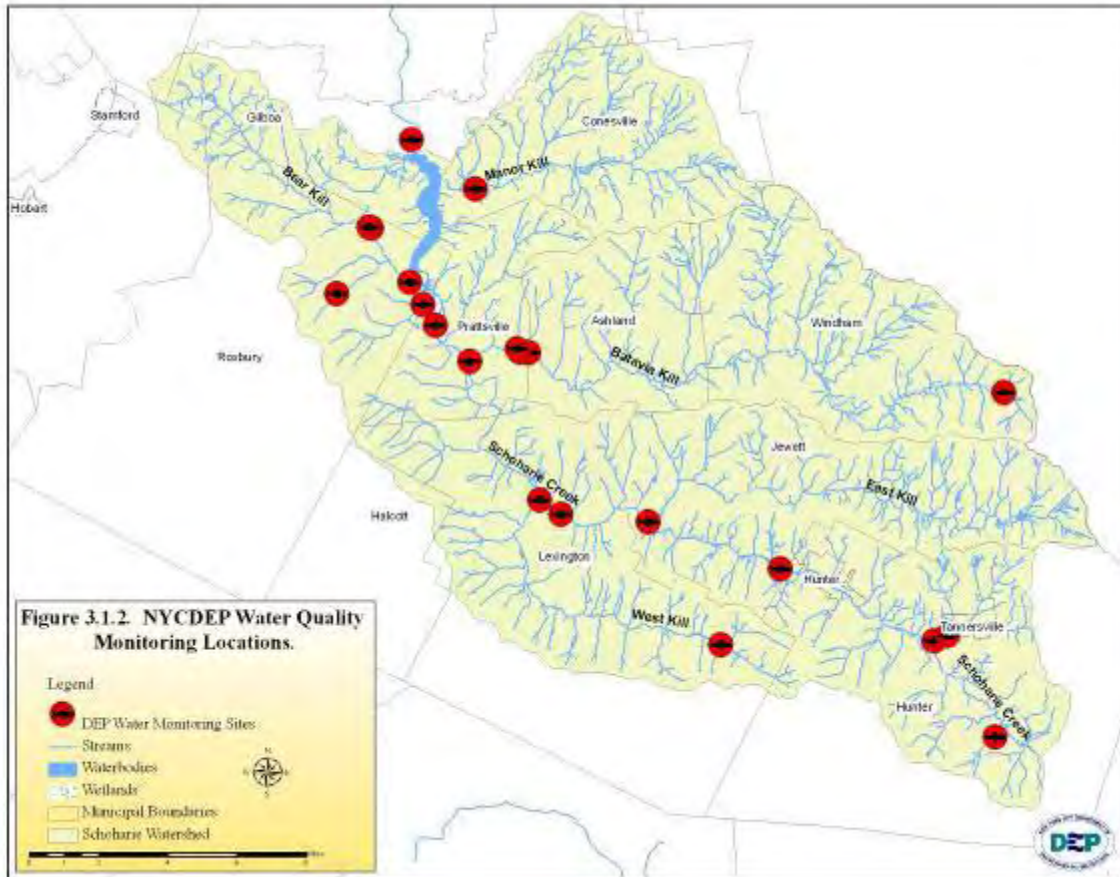 Stamford
Gilboa
Conesville
Manor Kill
Bear Kill
Hobart
Prattsville
Ashland
Windham
Roxbury
Batavia Kill
Jewett
Schoharie Creek
East Kill
Halcott
Lexington
Hunter
West Kill
Tannersville
Schoharie Creek
Hunter
Figure 3.1.2. NYCDEP Water Quality
Monitoring Locations.
Legend
DEP Water Monitoring Sites
Streams
Waterbodies
Wetlands
Municipal Boundaries
Schoharie Watershed
N
S
DEP